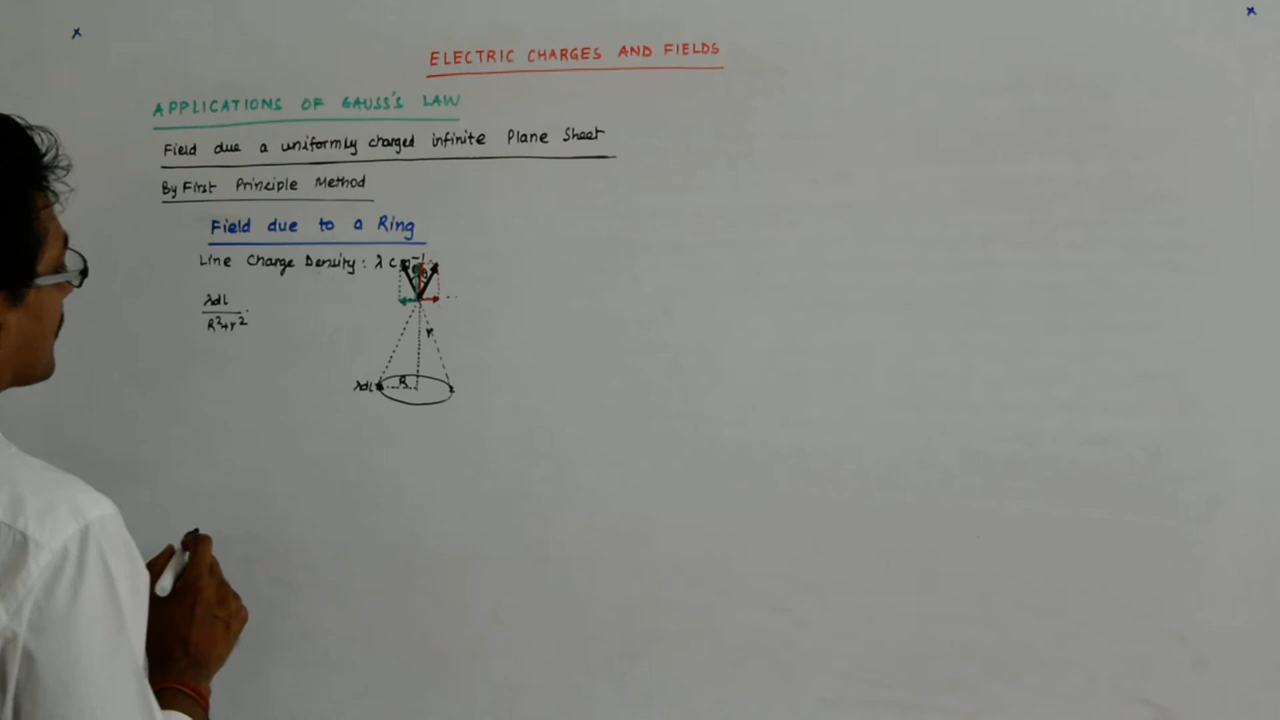 x
x
ELECTRIC CHARGES AND FIELDS
APPLICATIONS OF GAUSS'S LAW
Field due a uniformly charged infinite Plane Sheet
By First Principle Method
Field due to a Ring
Line Charge Density : λ c m⁻¹
λdl
R²+r²
r
λdl
R